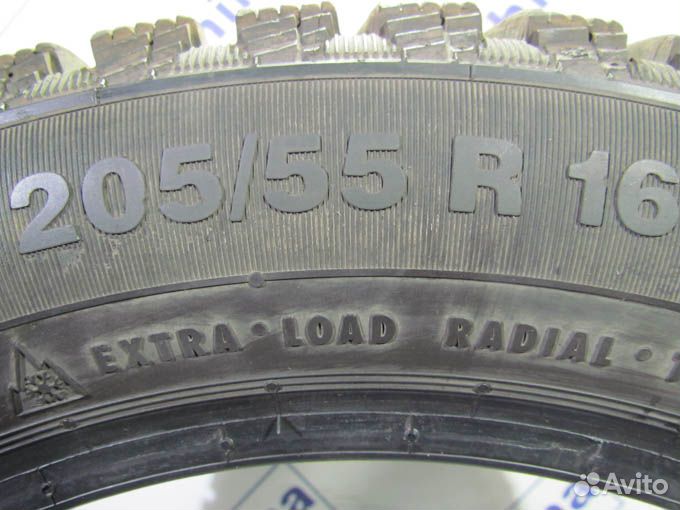 205/55 R 16
EXTRA · LOAD RADIAL ·
Avito